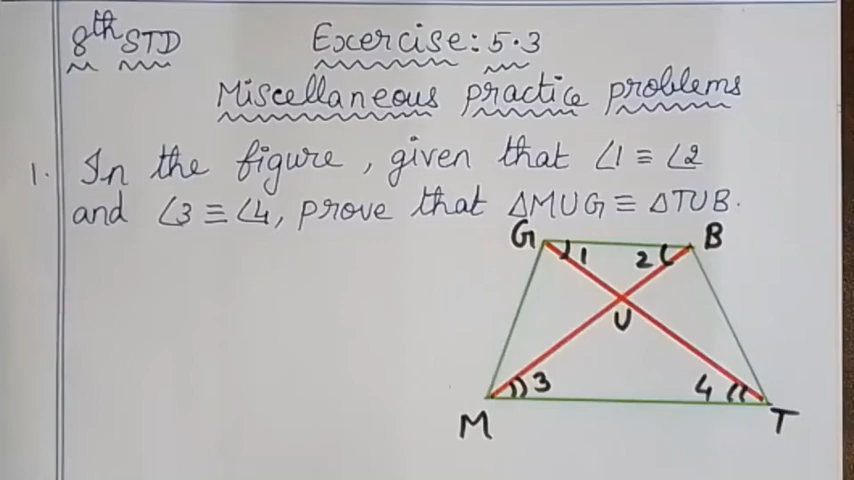 8th STD Exercise: 5.3
Miscellaneous practice problems
1. In the figure, given that ∠1 ≡ ∠2
and ∠3 ≡ ∠4, prove that ΔMUG ≡ ΔTUB.
G B
1 2
U
3 4
M T